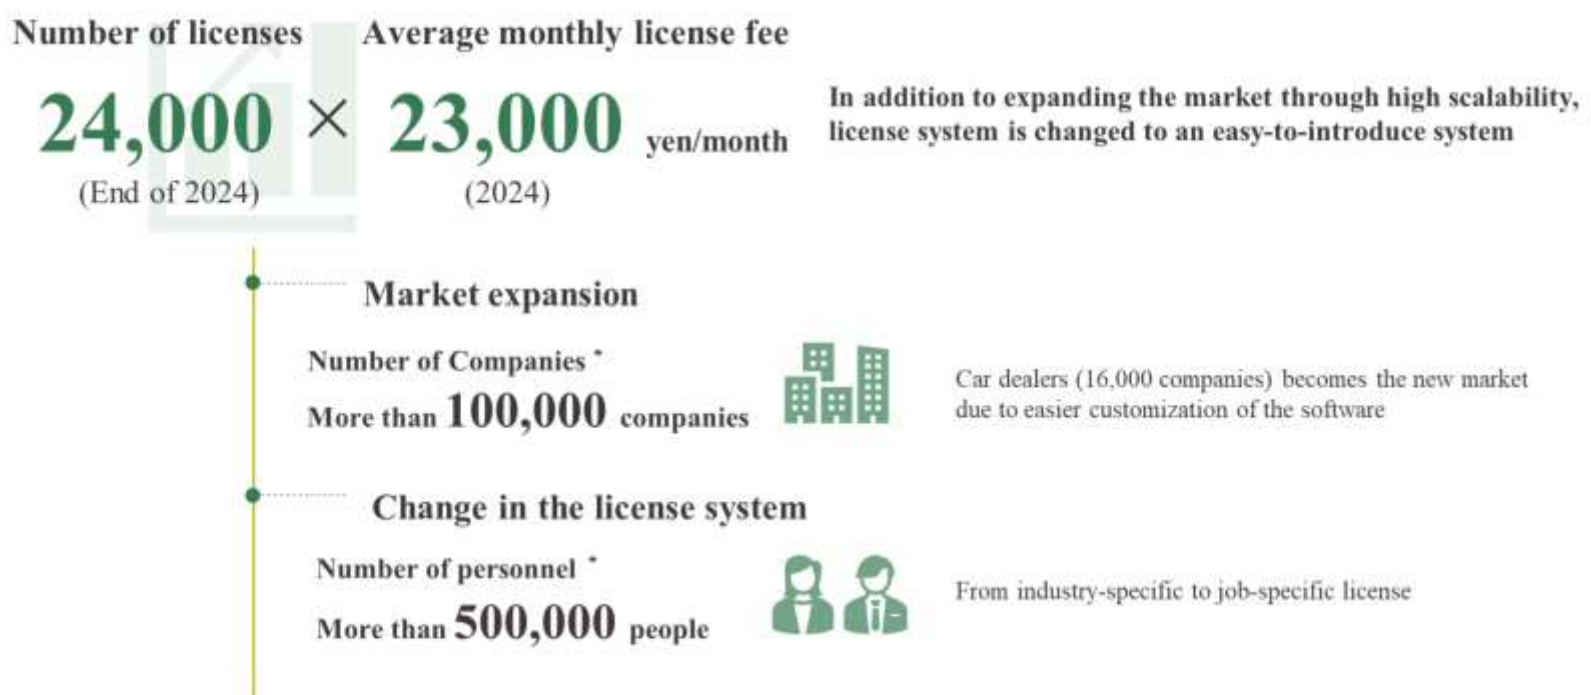 Number of licenses
Average monthly license fee
24,000 × 23,000 yen/month
(End of 2024)
(2024)
In addition to expanding the market through high scalability,
license system is changed to an easy-to-introduce system
Market expansion
Number of Companies *
More than 100,000 companies
Car dealers (16,000 companies) becomes the new market
due to easier customization of the software
Change in the license system
Number of personnel *
More than 500,000 people
From industry-specific to job-specific license